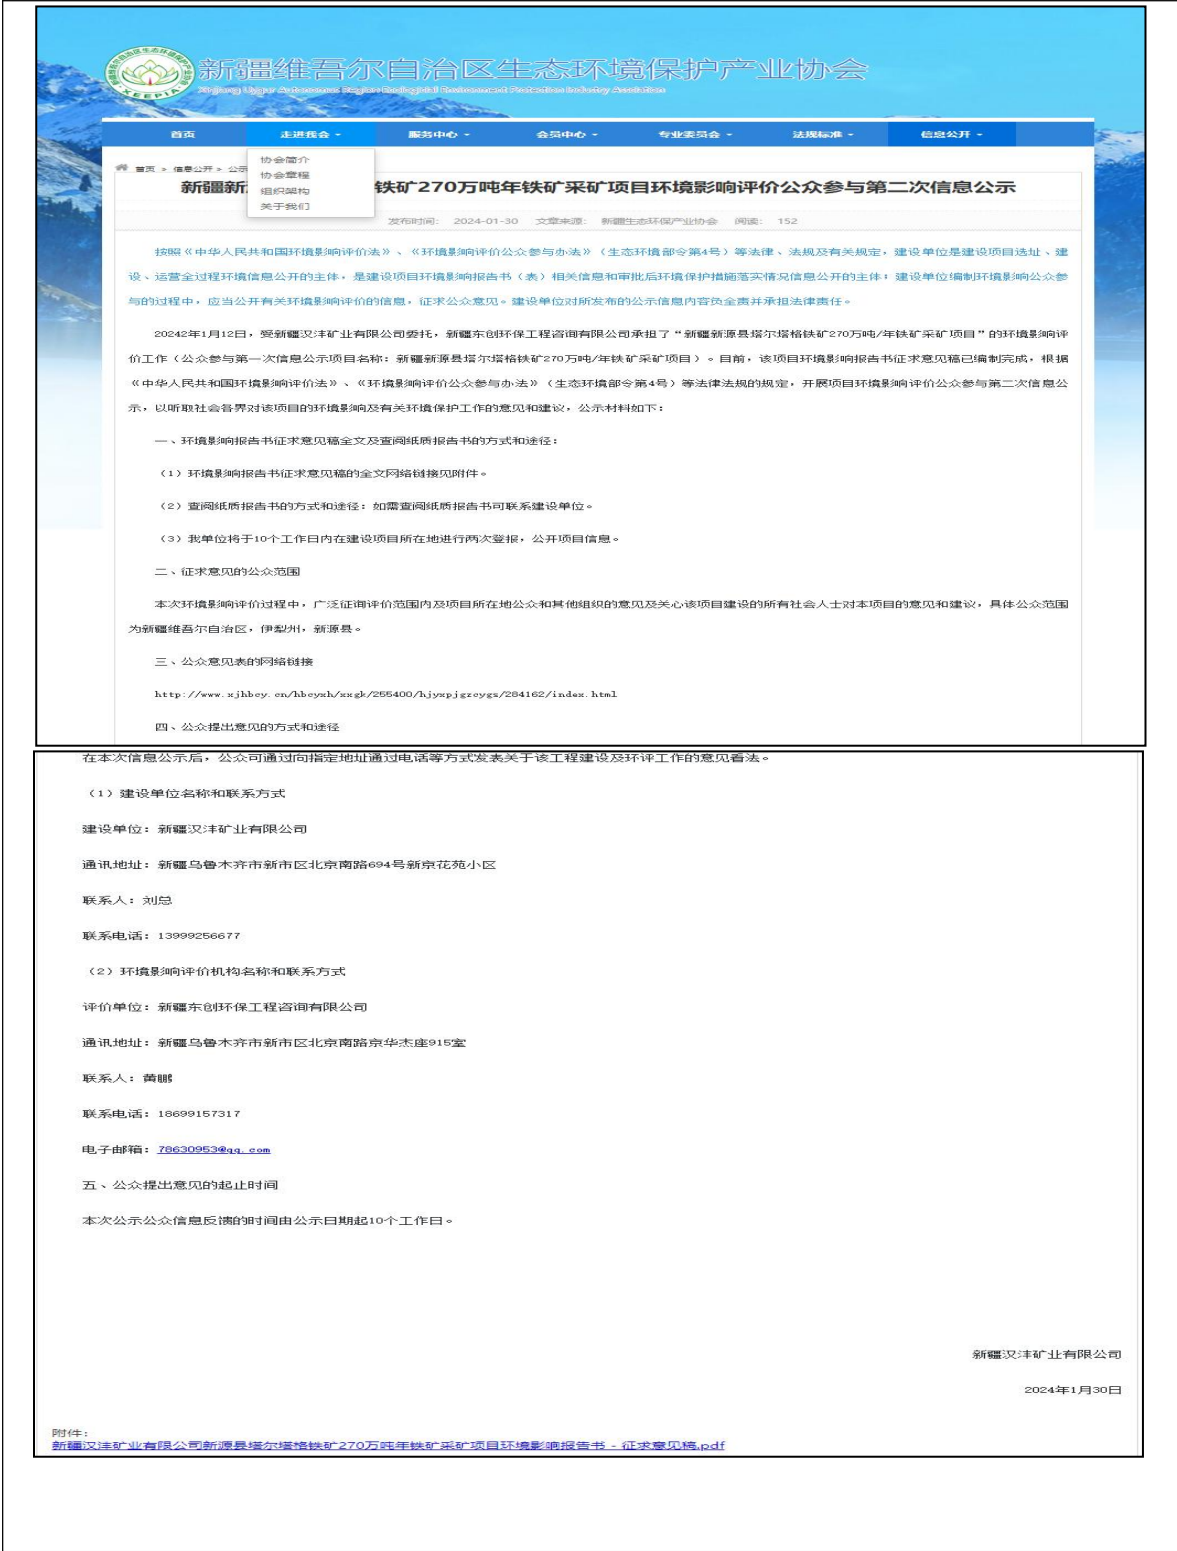 新疆维吾尔自治区生态环境保护产业协会
Xinjiang Uygur Autonomous Region Ecological Environment Protection Industry Association
XEEPIA
首页 走进我会 服务中心 会员中心 专业委员会 法规标准 信息公开
首页 > 信息公开 > 公示
协会简介
协会章程
组织架构
关于我们
新疆新 铁矿270万吨年铁矿采矿项目环境影响评价公众参与第二次信息公示
发布时间: 2024-01-30 文章来源: 新疆生态环保产业协会 阅读: 152
按照《中华人民共和国环境影响评价法》、《环境影响评价公众参与办法》（生态环境部令第4号）等法律、法规及有关规定，建设单位是建设项目选址、建
设、运营全过程环境信息公开的主体，是建设项目环境影响报告书（表）相关信息和审批后环境保护措施落实情况信息公开的主体；建设单位编制环境影响公众参
与的过程中，应当公开有关环境影响评价的信息，征求公众意见。建设单位对所发布的公示信息内容负全责并承担法律责任。
20242年1月12日，受新疆汉沣矿业有限公司委托，新疆东创环保工程咨询有限公司承担了“新疆新源县塔尔塔格铁矿270万吨/年铁矿采矿项目”的环境影响评
价工作（公众参与第一次信息公示项目名称：新疆新源县塔尔塔格铁矿270万吨/年铁矿采矿项目）。目前，该项目环境影响报告书征求意见稿已编制完成，根据
《中华人民共和国环境影响评价法》、《环境影响评价公众参与办法》（生态环境部令第4号）等法律法规的规定，开展项目环境影响评价公众参与第二次信息公
示，以听取社会各界对该项目的环境影响及有关环境保护工作的意见和建议，公示材料如下：
一、环境影响报告书征求意见稿全文及查阅纸质报告书的方式和途径：
（1）环境影响报告书征求意见稿的全文网络链接见附件。
（2）查阅纸质报告书的方式和途径：如需查阅纸质报告书可联系建设单位。
（3）我单位将于10个工作日内在建设项目所在地进行两次登报，公开项目信息。
二、征求意见的公众范围
本次环境影响评价过程中，广泛征询评价范围内及项目所在地公众和其他组织的意见及关心该项目建设的所有社会人士对本项目的意见和建议，具体公众范围
为新疆维吾尔自治区，伊犁州，新源县。
三、公众意见表的网络链接
http://www.xjhbcy.cn/hbcyxh/xxgk/255400/hjyxpjgzcygs/284162/index.html
四、公众提出意见的方式和途径
在本次信息公示后，公众可通过向指定地址通过电话等方式发表关于该工程建设及环评工作的意见看法。
（1）建设单位名称和联系方式
建设单位：新疆汉沣矿业有限公司
通讯地址：新疆乌鲁木齐市新市区北京南路694号新京花苑小区
联系人：刘总
联系电话：13999256677
（2）环境影响评价机构名称和联系方式
评价单位：新疆东创环保工程咨询有限公司
通讯地址：新疆乌鲁木齐市新市区北京南路京华杰座915室
联系人：黄鹏
联系电话：18699157317
电子邮箱：78630953@qq.com
五、公众提出意见的起止时间
本次公示公众信息反馈的时间由公示日期起10个工作日。
新疆汉沣矿业有限公司
2024年1月30日
附件：
新疆汉沣矿业有限公司新源县塔尔塔格铁矿270万吨年铁矿采矿项目环境影响报告书 - 征求意见稿.pdf